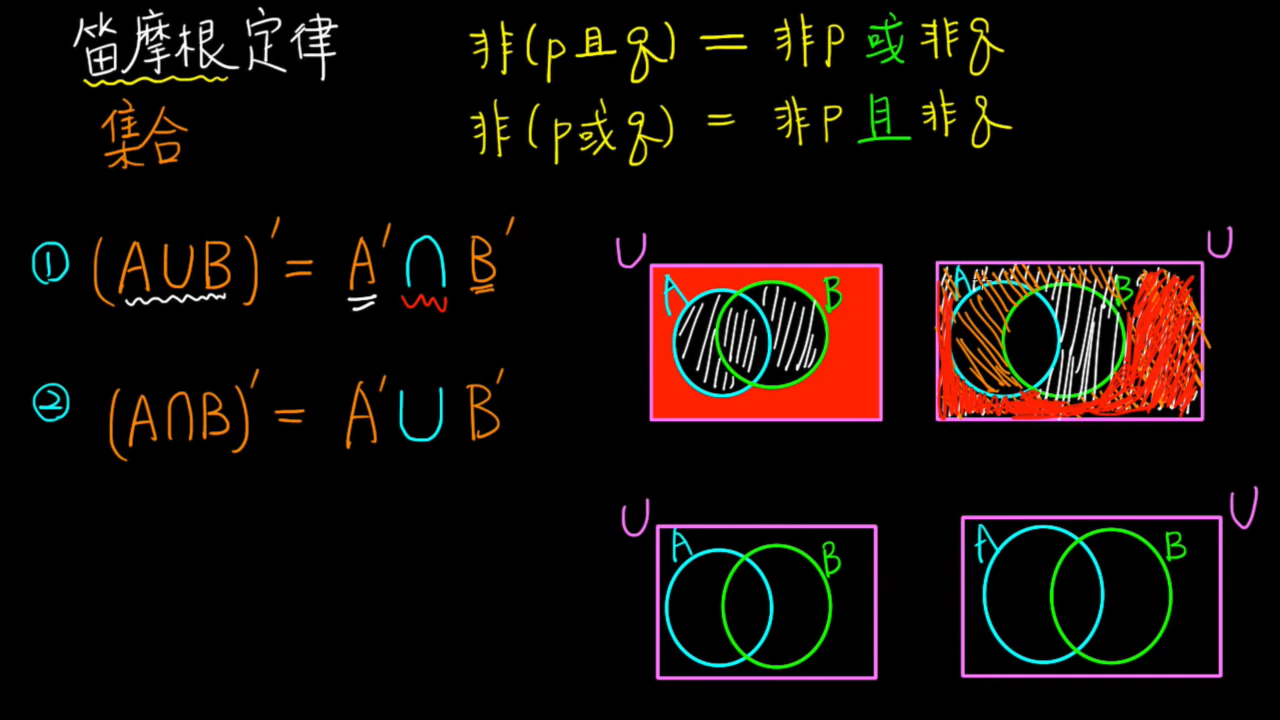 笛摩根定律
集合
非(p且q) = 非p 或 非q
非(p或q) = 非p 且 非q
① (A∪B)' = A' ∩ B'
② (A∩B)' = A' ∪ B'
U
A B
U
A B
U
A B
U
A B